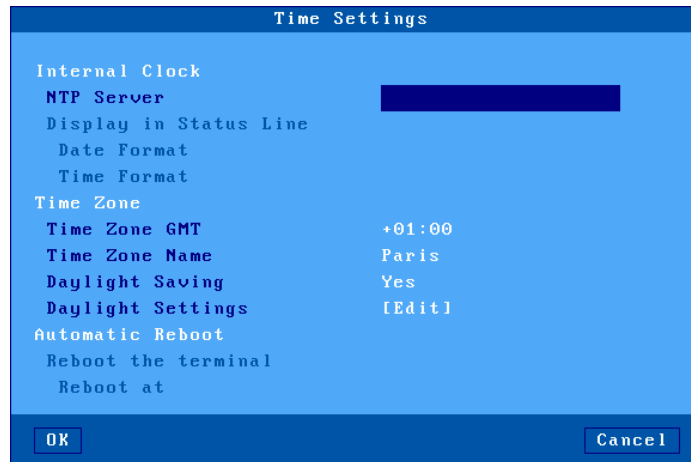 Time Settings
Internal Clock
NTP Server
Display in Status Line
Date Format
Time Format
Time Zone
Time Zone GMT +01:00
Time Zone Name Paris
Daylight Saving Yes
Daylight Settings [Edit]
Automatic Reboot
Reboot the terminal
Reboot at
OK Cancel